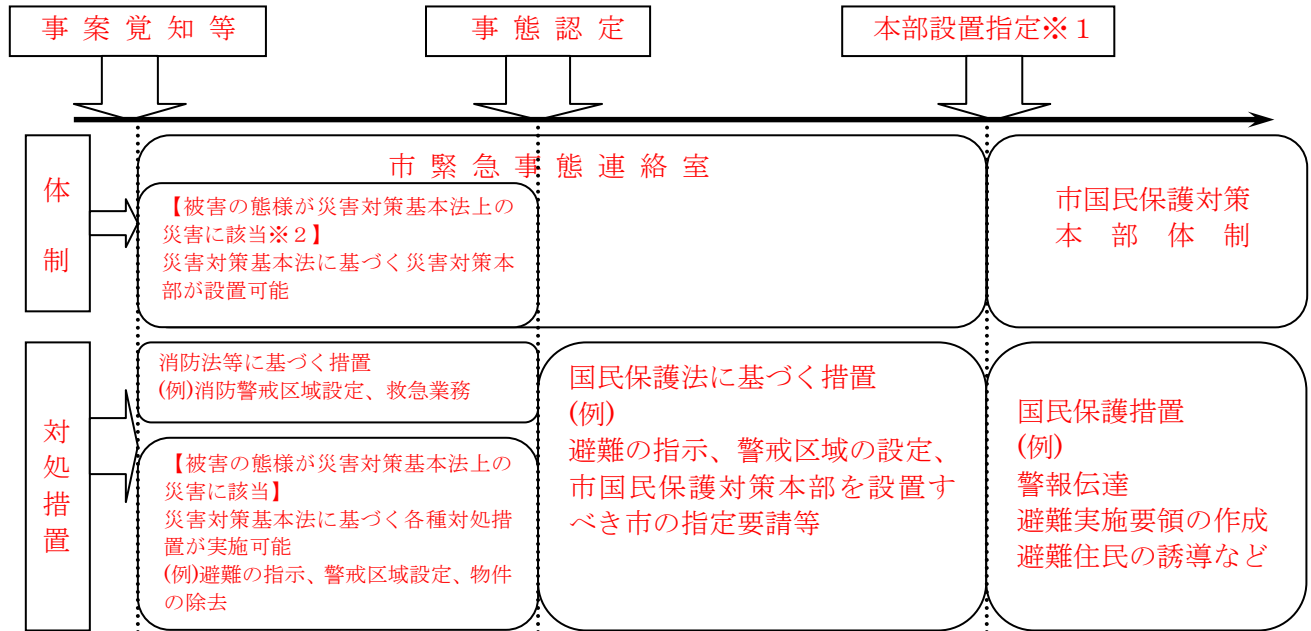 事案覚知等
事態認定
本部設置指定※1
体制
市緊急事態連絡室
【被害の態様が災害対策基本法上の
災害に該当※2】
災害対策基本法に基づく災害対策本
部が設置可能
市国民保護対策
本部体制
対処措置
消防法等に基づく措置
(例)消防警戒区域設定、救急業務
【被害の態様が災害対策基本法上の
災害に該当】
災害対策基本法に基づく各種対処措
置が実施可能
(例)避難の指示、警戒区域設定、物件
の除去
国民保護法に基づく措置
(例)
避難の指示、警戒区域の設定、
市国民保護対策本部を設置す
べき市の指定要請等
国民保護措置
(例)
警報伝達
避難実施要領の作成
避難住民の誘導など